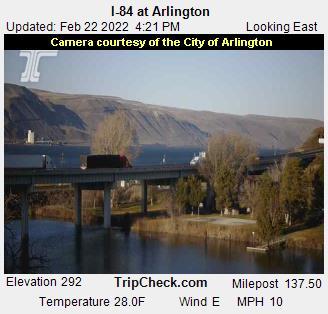 I-84 at Arlington
Updated: Feb 22 2022 4:21 PM Looking East
Camera courtesy of the City of Arlington
Elevation 292 TripCheck.com Milepost 137.50
Temperature 28.0F Wind E MPH 10